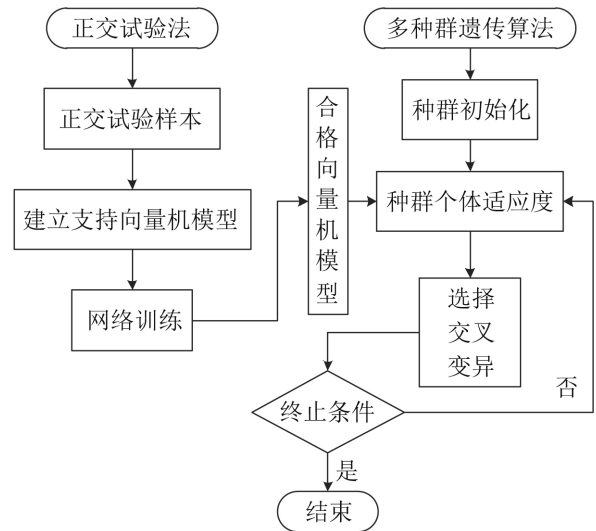 正交试验法
多种群遗传算法
正交试验样本
种群初始化
合格向量机模型
建立支持向量机模型
种群个体适应度
网络训练
选择
交叉
变异
否
终止条件
是
结束